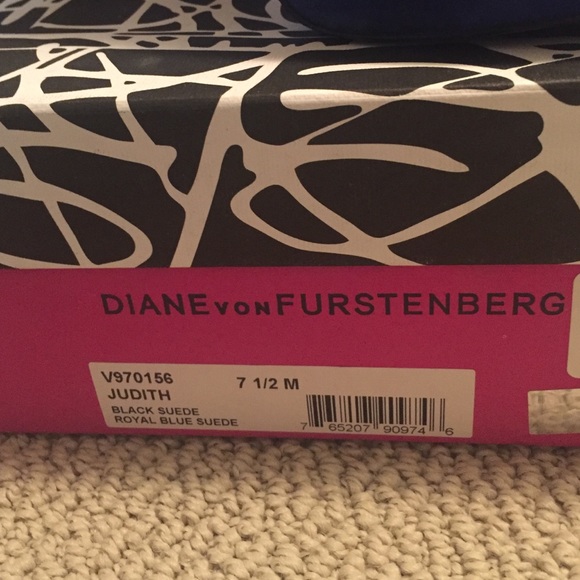 DIANE VON FURSTENBERG
V970156 7 1/2 M
JUDITH
BLACK SUEDE
ROYAL BLUE SUEDE
7 65207 90974 6